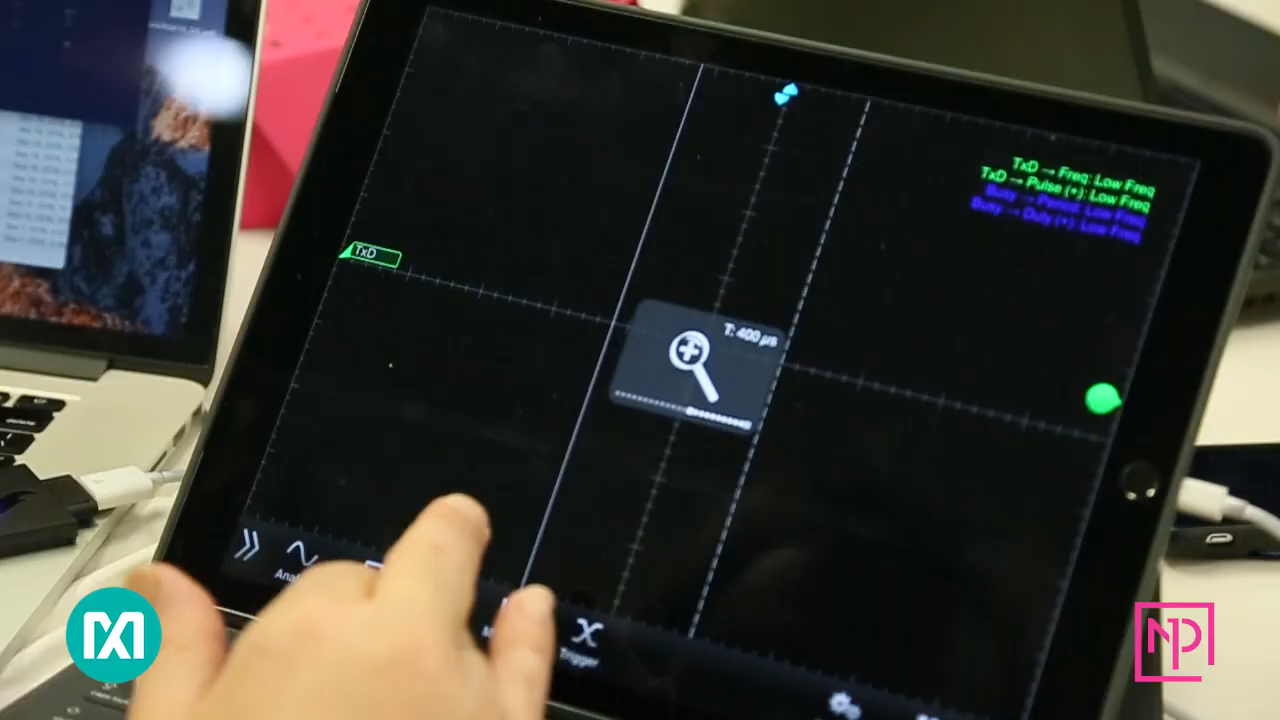 TxD → Freq: Low Freq
TxD → Pulse (+): Low Freq
Busy → Period: Low Freq
Busy → Duty (+): Low Freq
TxD
T: 400 µs
Trigger
NP